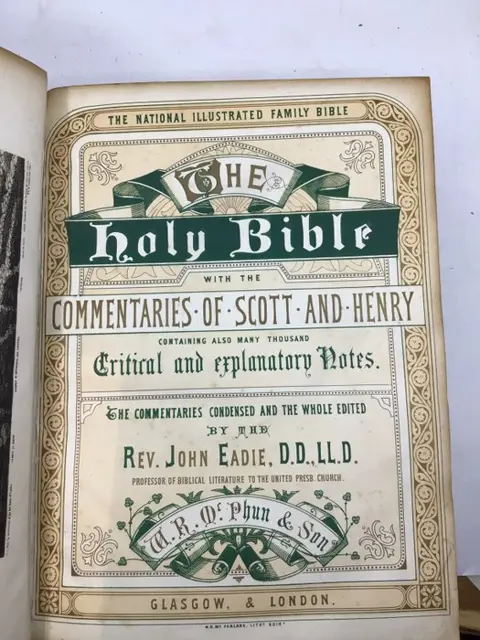 THE NATIONAL ILLUSTRATED FAMILY BIBLE
THE
Holy Bible
WITH THE
COMMENTARIES·OF·SCOTT·AND·HENRY
CONTAINING ALSO MANY THOUSAND
Critical and explanatory Notes.
THE COMMENTARIES CONDENSED AND THE WHOLE EDITED
BY THE
REV. JOHN EADIE, D.D., LL.D.
PROFESSOR OF BIBLICAL LITERATURE TO THE UNITED PRESB. CHURCH.
W.R. Mc Phun & Son
GLASGOW, & LONDON.